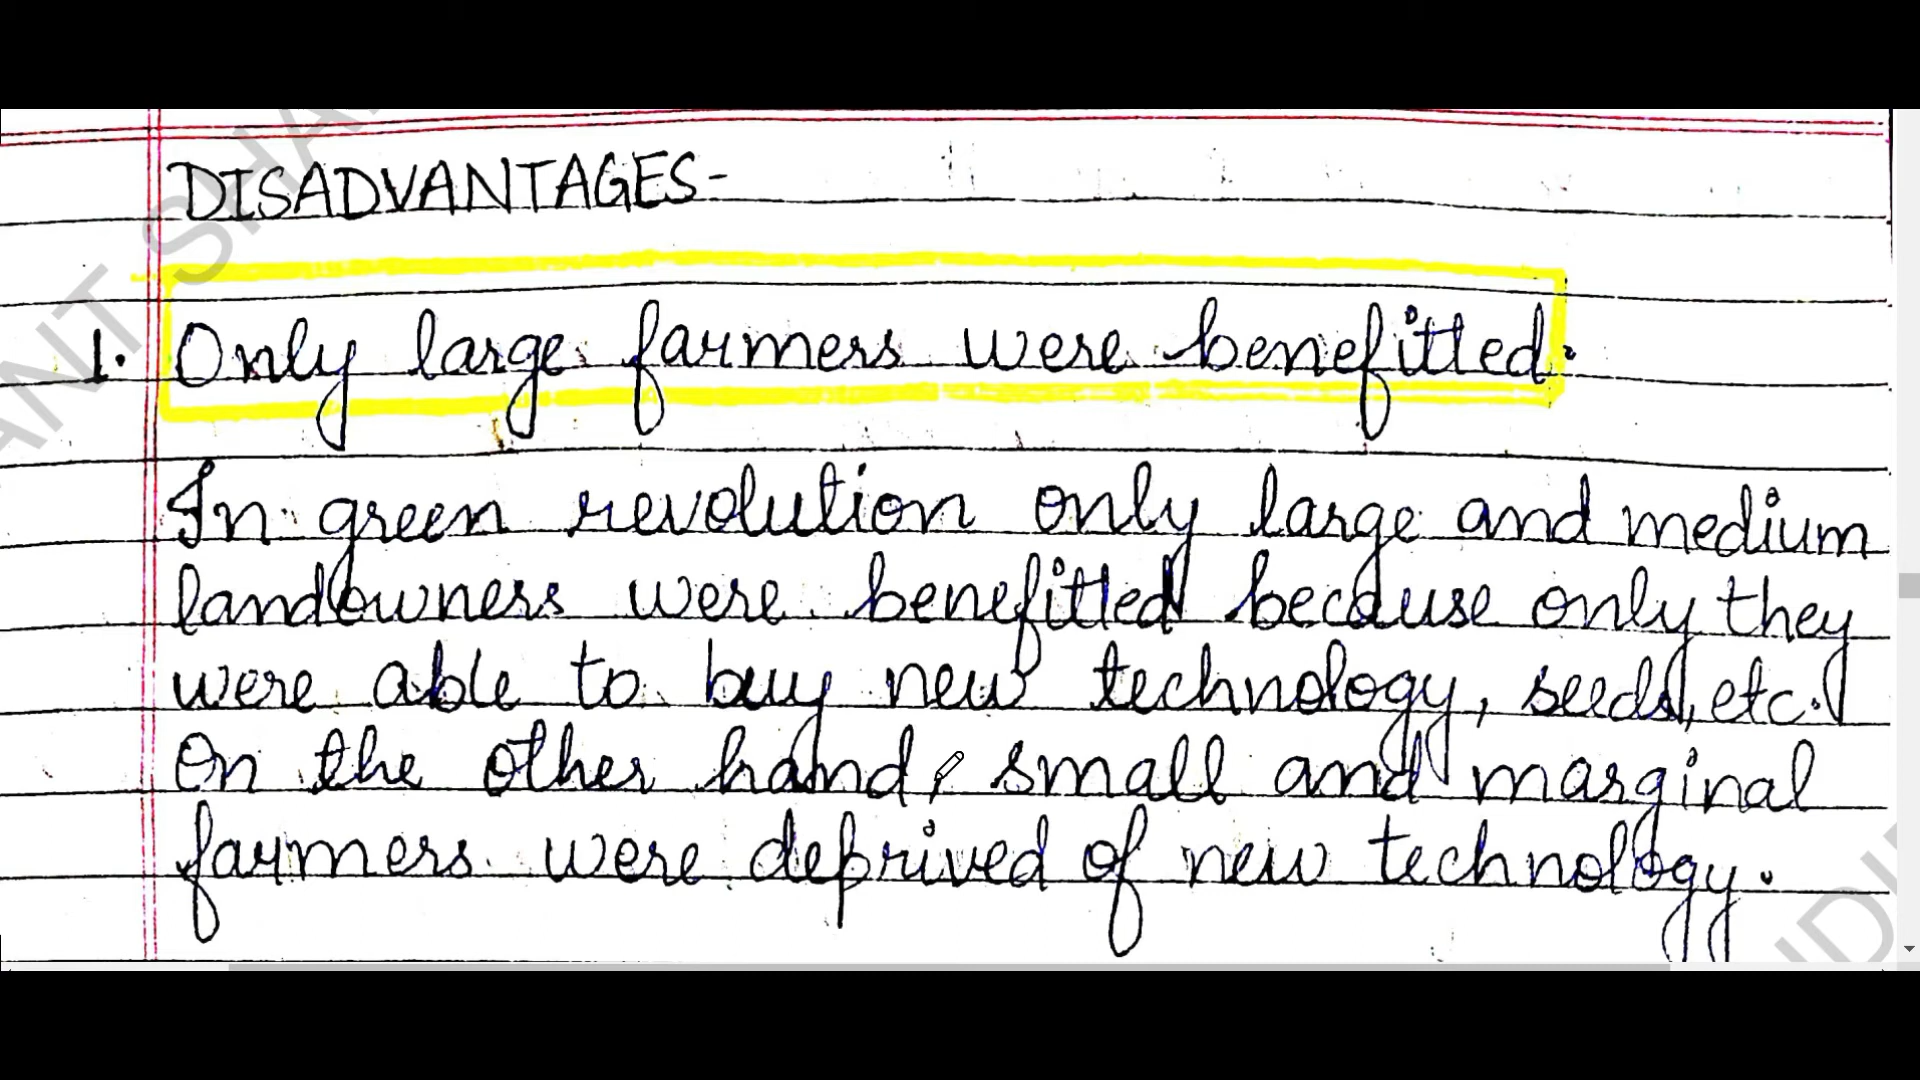 DISADVANTAGES-
1. Only large farmers were benefitted.
In green revolution only large and medium
landowners were benefitted because only they
were able to buy new technology, seeds, etc.
On the other hand, small and marginal
farmers were deprived of new technology.